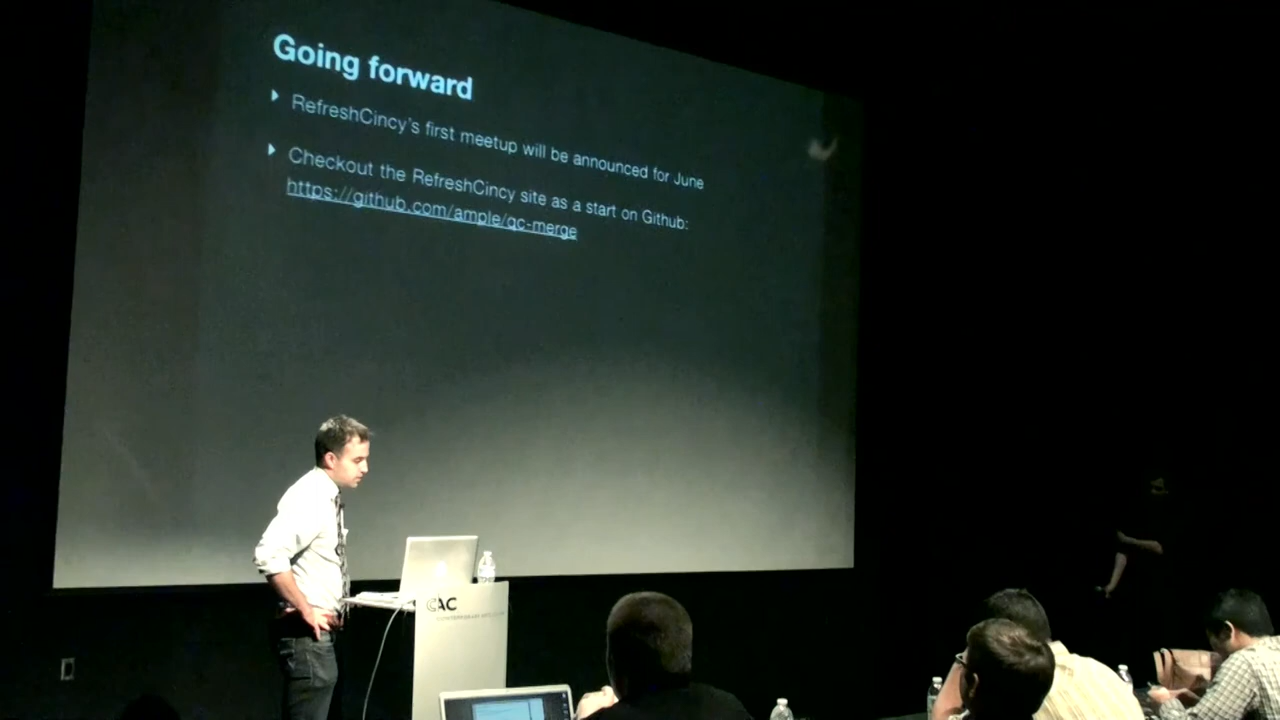 Going forward
RefreshCincy's first meetup will be announced for June
Checkout the RefreshCincy site as a start on Github:
https://github.com/ample/qc-merge
CAC